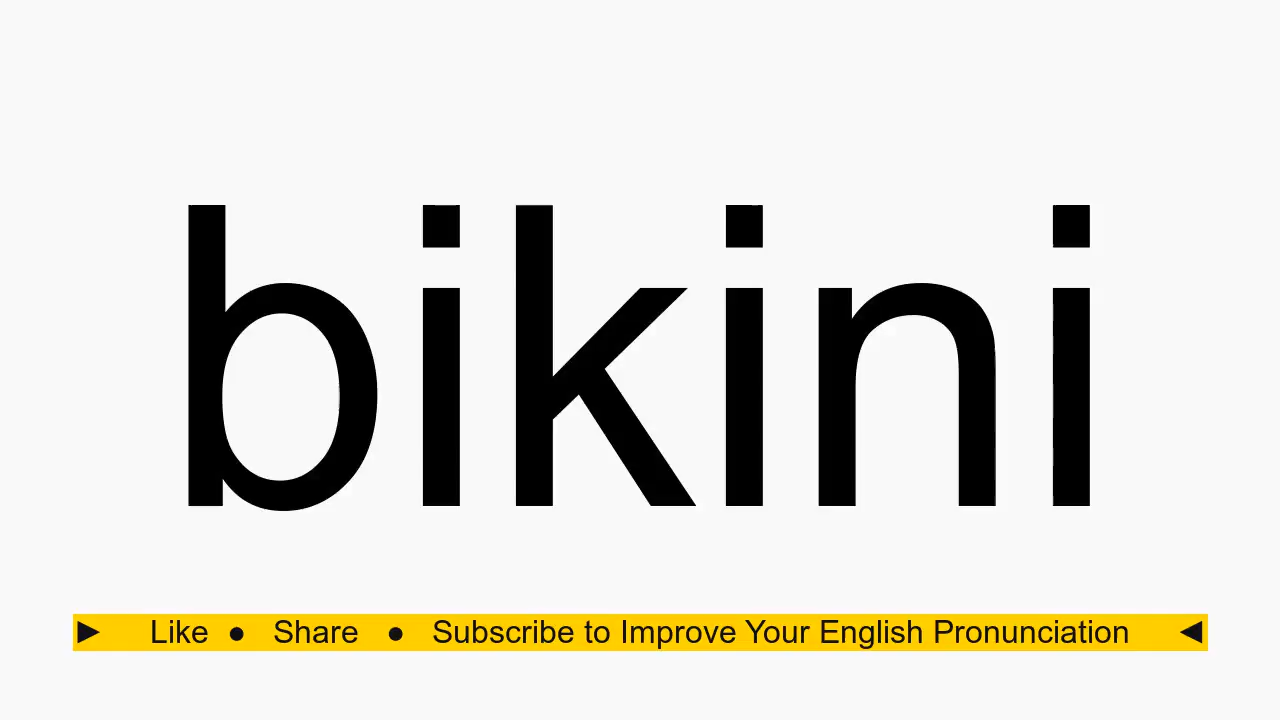 bikini
► Like ● Share ● Subscribe to Improve Your English Pronunciation ◄